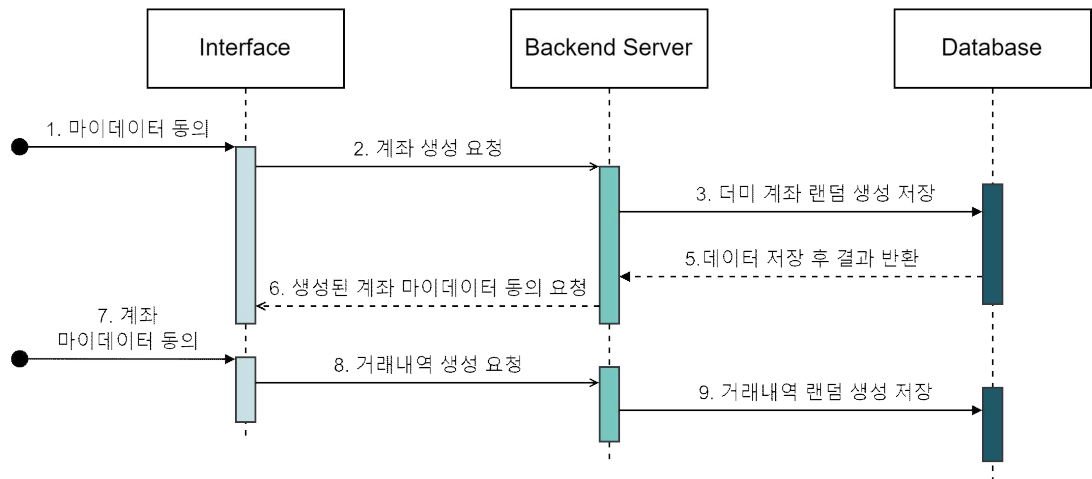 Interface
Backend Server
Database
1. 마이데이터 동의
2. 계좌 생성 요청
3. 더미 계좌 랜덤 생성 저장
5.데이터 저장 후 결과 반환
6. 생성된 계좌 마이데이터 동의 요청
7. 계좌
마이데이터 동의
8. 거래내역 생성 요청
9. 거래내역 랜덤 생성 저장